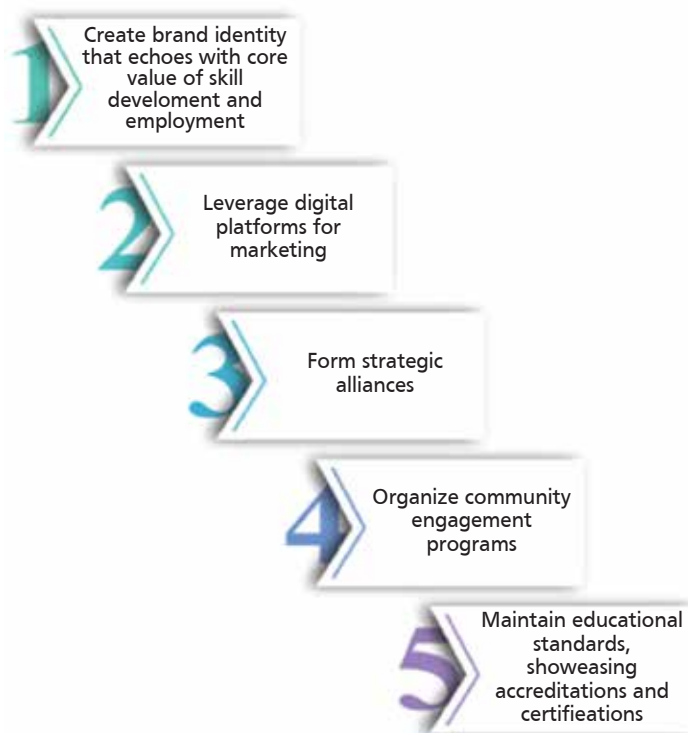 1
Create brand identity
that echoes with core
value of skill
develoment and
employment
2
Leverage digital
platforms for
marketing
3
Form strategic
alliances
4
Organize community
engagement
programs
5
Maintain educational
standards,
showeasing
accreditations and
certifieations